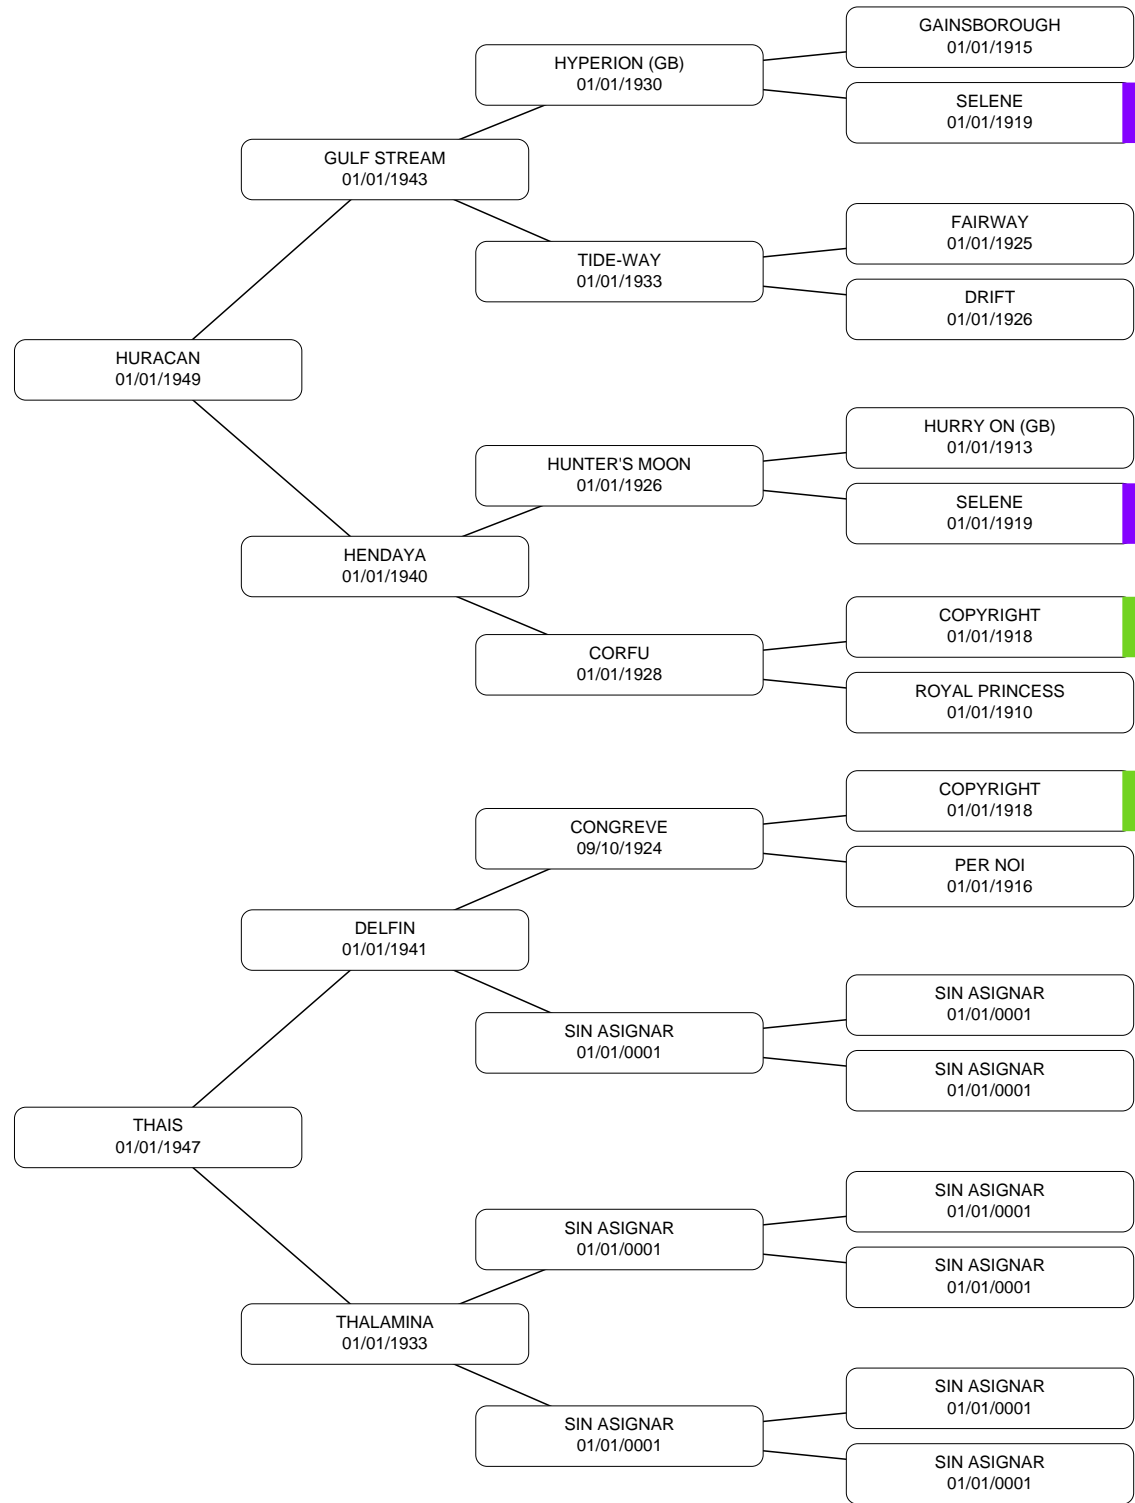 GAINSBOROUGH
01/01/1915
HYPERION (GB)
01/01/1930
SELENE
01/01/1919
GULF STREAM
01/01/1943
FAIRWAY
01/01/1925
TIDE-WAY
01/01/1933
DRIFT
01/01/1926
HURACAN
01/01/1949
HURRY ON (GB)
01/01/1913
HUNTER'S MOON
01/01/1926
SELENE
01/01/1919
HENDAYA
01/01/1940
COPYRIGHT
01/01/1918
CORFU
01/01/1928
ROYAL PRINCESS
01/01/1910
COPYRIGHT
01/01/1918
CONGREVE
09/10/1924
PER NOI
01/01/1916
DELFIN
01/01/1941
SIN ASIGNAR
01/01/0001
SIN ASIGNAR
01/01/0001
SIN ASIGNAR
01/01/0001
THAIS
01/01/1947
SIN ASIGNAR
01/01/0001
SIN ASIGNAR
01/01/0001
SIN ASIGNAR
01/01/0001
THALAMINA
01/01/1933
SIN ASIGNAR
01/01/0001
SIN ASIGNAR
01/01/0001
SIN ASIGNAR
01/01/0001